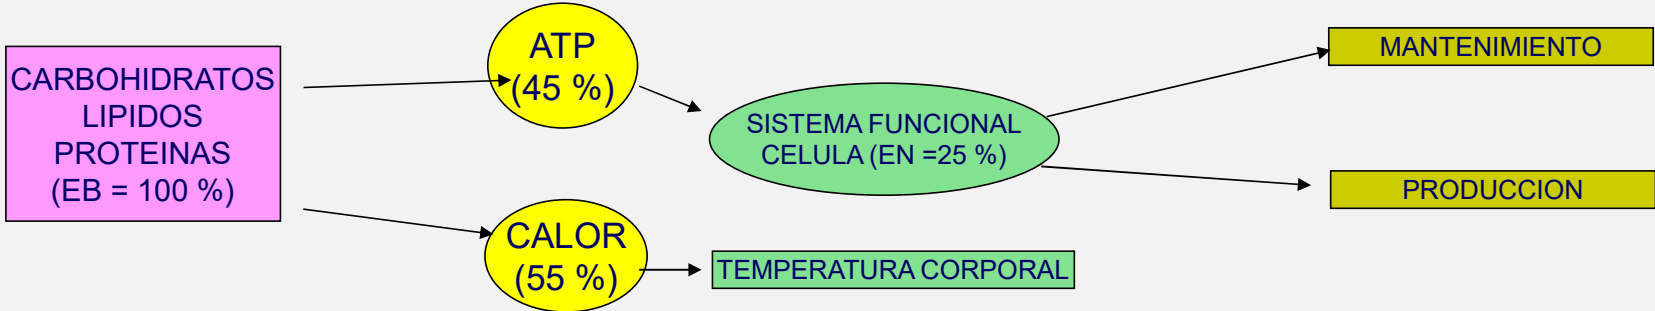 CARBOHIDRATOS
LIPIDOS
PROTEINAS
(EB = 100 %)
ATP
(45 %)
CALOR
(55 %)
SISTEMA FUNCIONAL
CELULA (EN =25 %)
TEMPERATURA CORPORAL
MANTENIMIENTO
PRODUCCION